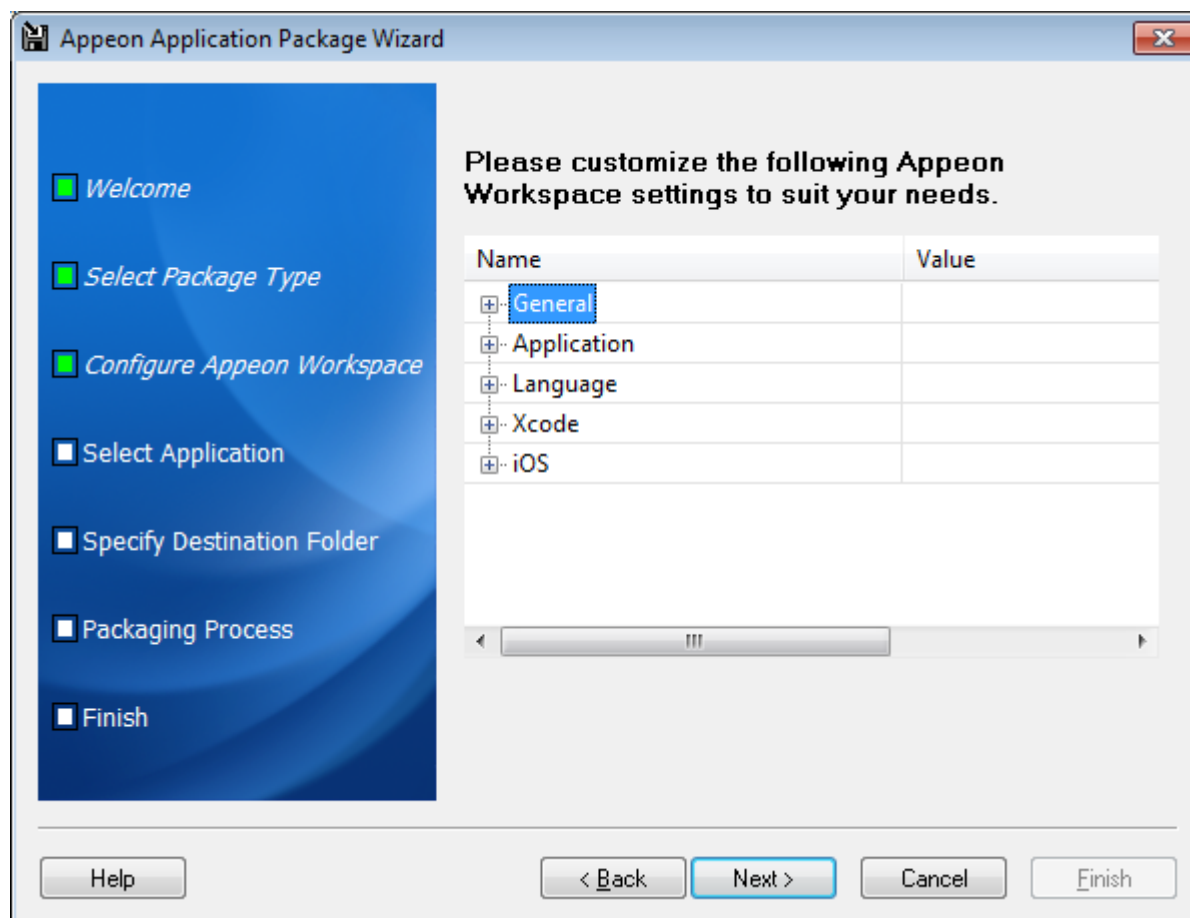 Appeon Application Package Wizard
Welcome
Select Package Type
Configure Appeon Workspace
Select Application
Specify Destination Folder
Packaging Process
Finish
Please customize the following Appeon
Workspace settings to suit your needs.
Name Value
General
Application
Language
Xcode
iOS
Help < Back Next > Cancel Finish